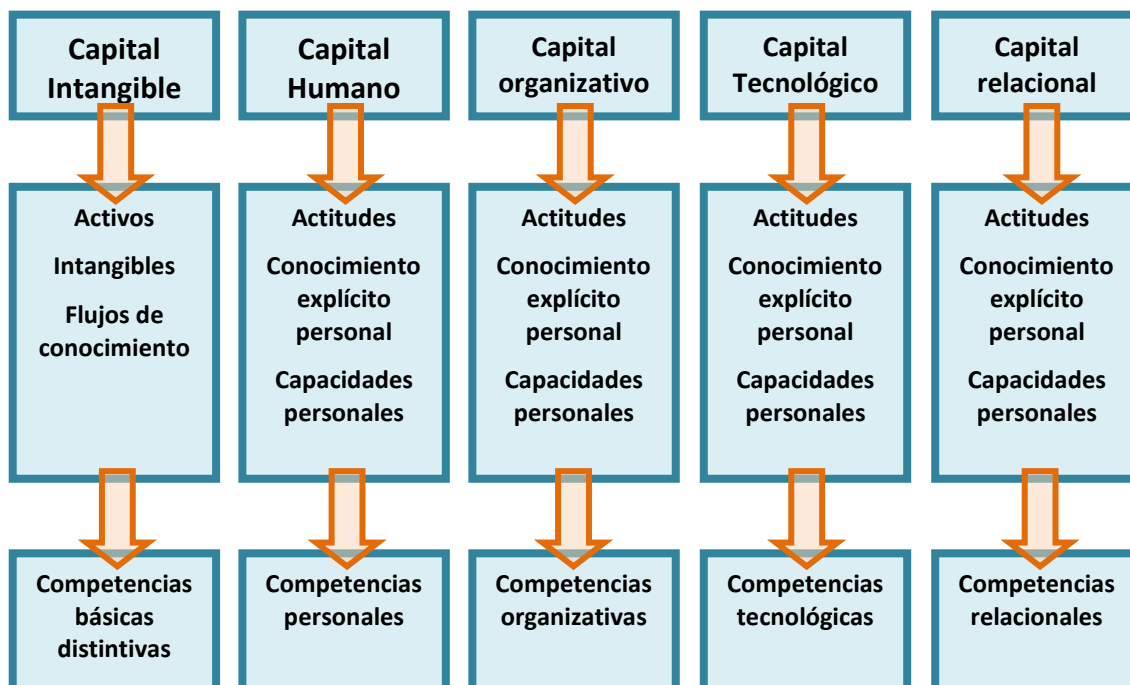 Capital
Intangible
Capital
Humano
Capital
organizativo
Capital
Tecnológico
Capital
relacional
Activos
Intangibles
Flujos de
conocimiento
Actitudes
Conocimiento
explícito
personal
Capacidades
personales
Actitudes
Conocimiento
explícito
personal
Capacidades
personales
Actitudes
Conocimiento
explícito
personal
Capacidades
personales
Actitudes
Conocimiento
explícito
personal
Capacidades
personales
Competencias
básicas
distintivas
Competencias
personales
Competencias
organizativas
Competencias
tecnológicas
Competencias
relacionales